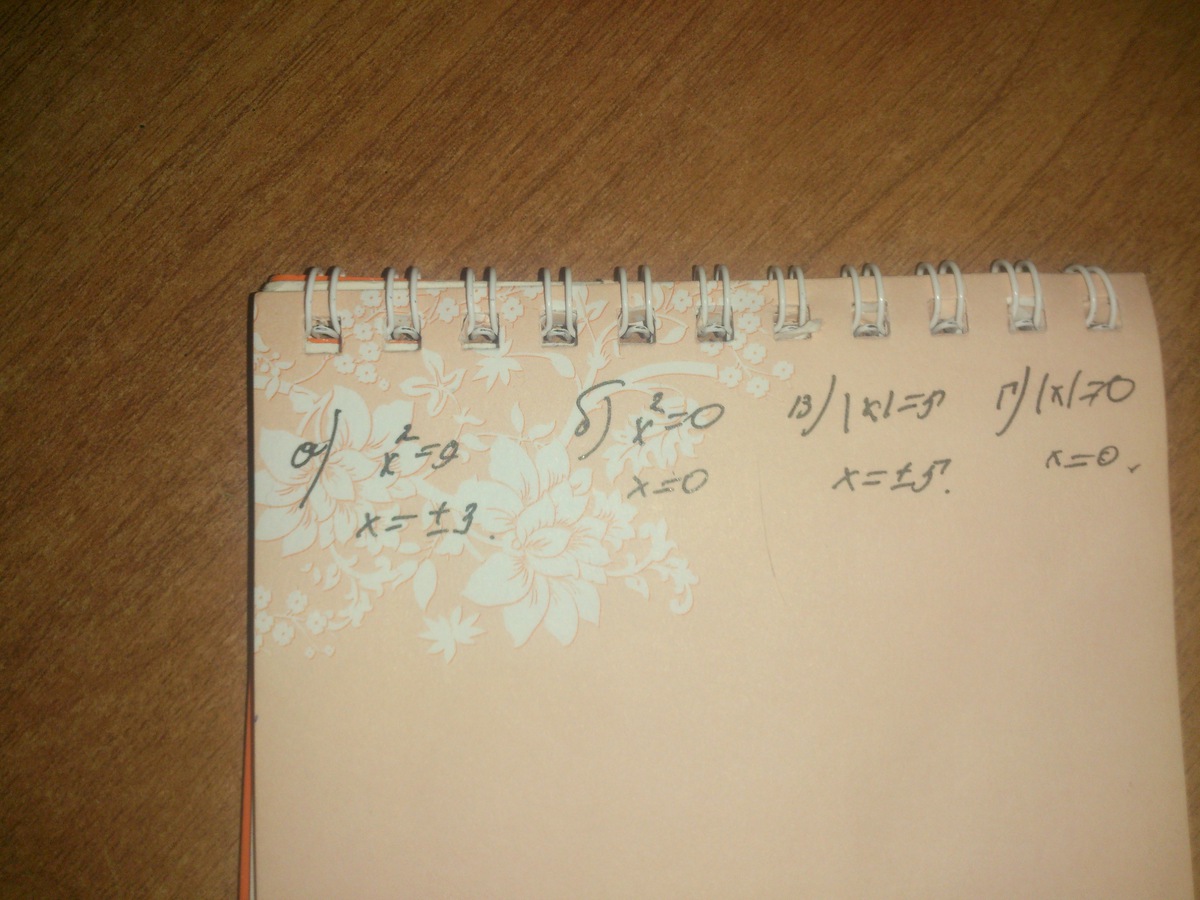 а) x²=9
x=±3.
б) x²=0
x=0
в) |x|=5
x=±5.
г) |x|=0
x=0.